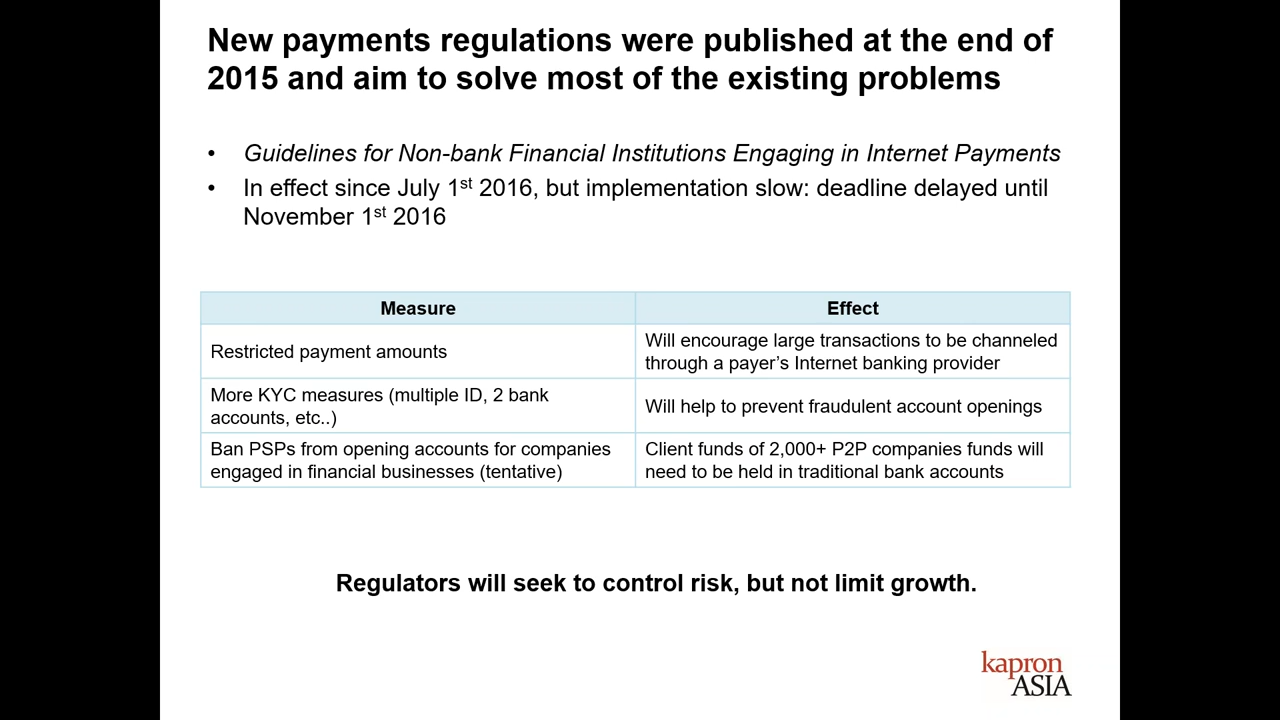 New payments regulations were published at the end of
2015 and aim to solve most of the existing problems
• Guidelines for Non-bank Financial Institutions Engaging in Internet Payments
• In effect since July 1st 2016, but implementation slow: deadline delayed until
November 1st 2016
Measure
Effect
Restricted payment amounts
Will encourage large transactions to be channeled
through a payer’s Internet banking provider
More KYC measures (multiple ID, 2 bank
accounts, etc..)
Will help to prevent fraudulent account openings
Ban PSPs from opening accounts for companies
engaged in financial businesses (tentative)
Client funds of 2,000+ P2P companies funds will
need to be held in traditional bank accounts
Regulators will seek to control risk, but not limit growth.
kapron
ASIA